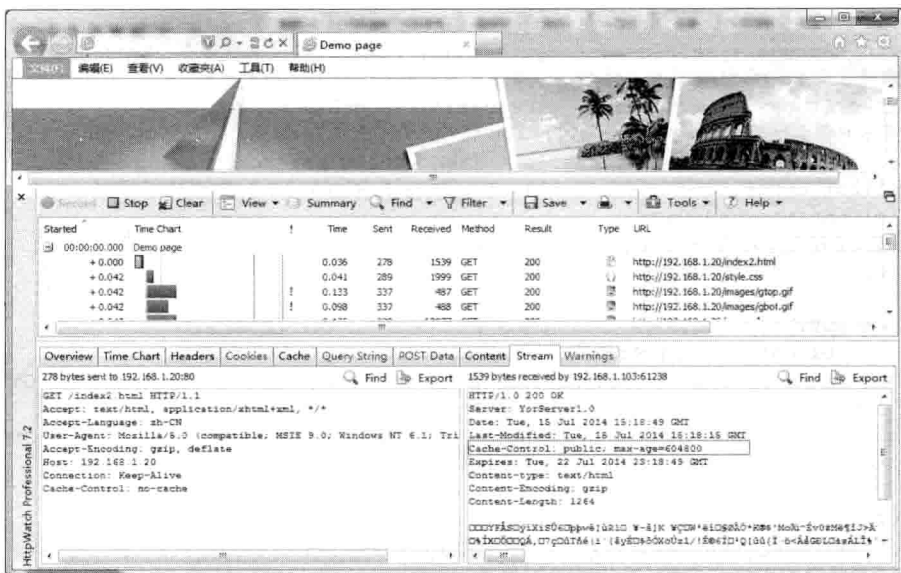 Demo page
编辑(E) 查看(V) 收藏夹(A) 工具(T) 帮助(H)
Stop Clear View Summary Find Filter Save Tools Help
Started Time Chart ! Time Sent Received Method Result Type URL
00:00:00.000 Demo page
+ 0.000 0.036 278 1539 GET 200 http://192.168.1.20/index2.html
+ 0.042 0.041 289 1999 GET 200 http://192.168.1.20/style.css
+ 0.042 ! 0.133 337 487 GET 200 http://192.168.1.20/images/gtop.gif
+ 0.042 ! 0.098 337 488 GET 200 http://192.168.1.20/images/gbot.gif
Overview Time Chart Headers Cookies Cache Query String POST Data Content Stream Warnings
278 bytes sent to 192.168.1.20:80 Find Export
1539 bytes received by 192.168.1.103:61238 Find Export
GET /index2.html HTTP/1.1
Accept: text/html, application/xhtml+xml, */*
Accept-Language: zh-CN
User-Agent: Mozilla/5.0 (compatible; MSIE 9.0; Windows NT 6.1; Tri
Accept-Encoding: gzip, deflate
Host: 192.168.1.20
Connection: Keep-Alive
Cache-Control: no-cache
HTTP/1.0 200 OK
Server: YorServer1.0
Date: Tue, 15 Jul 2014 15:18:49 GMT
Last-Modified: Tue, 15 Jul 2014 15:18:15 GMT
Cache-Control: public; max-age=604800
Expires: Tue, 22 Jul 2014 23:18:49 GMT
Content-type: text/html
Content-Encoding: gzip
Content-Length: 1264
HttpWatch Professional 7.2